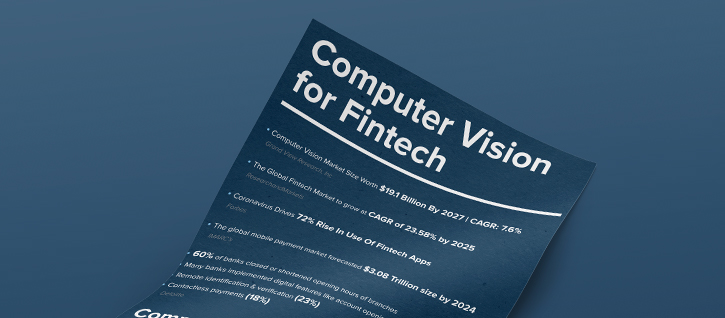 Computer Vision
for Fintech
• Computer Vision Market Size Worth $19.1 Billion By 2027 | CAGR: 7.6%
Grand View Research, Inc
• The Global Fintech Market to grow at CAGR of 23.58% by 2025
ResearchandMarkets
• Coronavirus Drives 72% Rise In Use Of Fintech Apps
Forbes
• The global mobile payment market forecasted $3.08 Trillion size by 2024
• 60% of banks closed or shortened opening hours of branches
• Many banks implemented digital features like account opening
Remote identification & verification (23%)
• Contactless payments (18%)
Deloitte